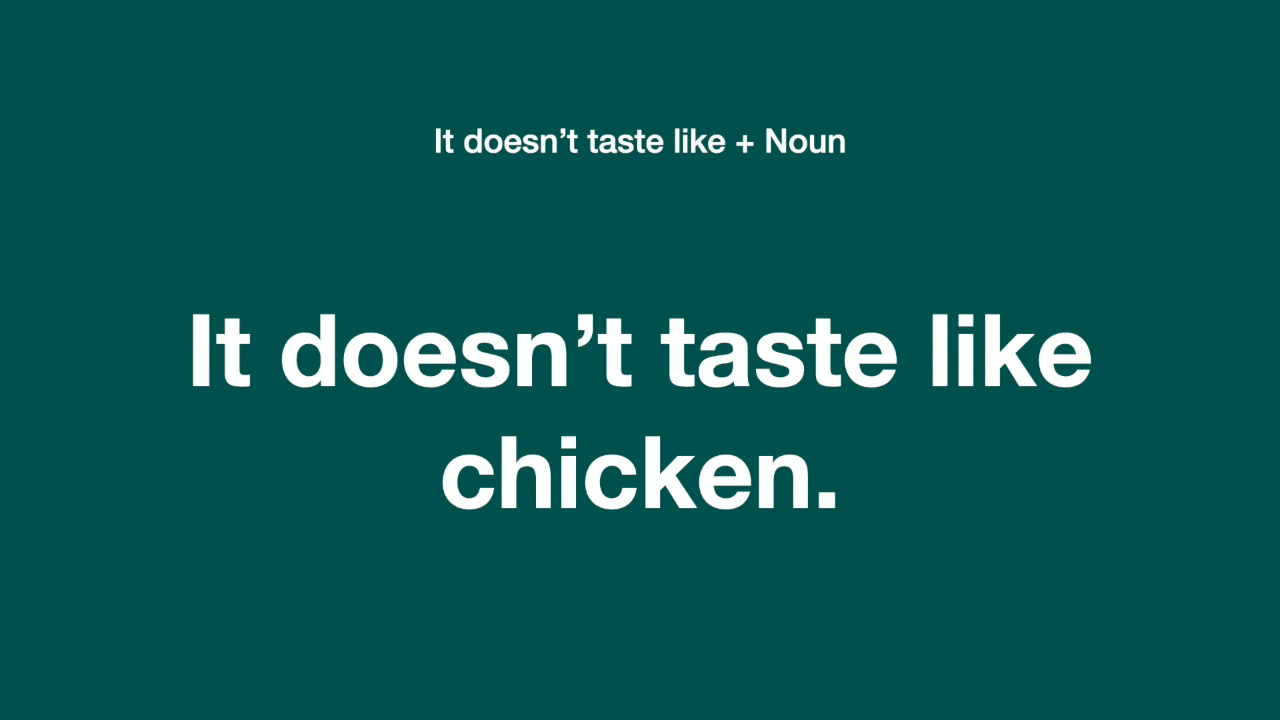 It doesn’t taste like + Noun
It doesn’t taste like
chicken.